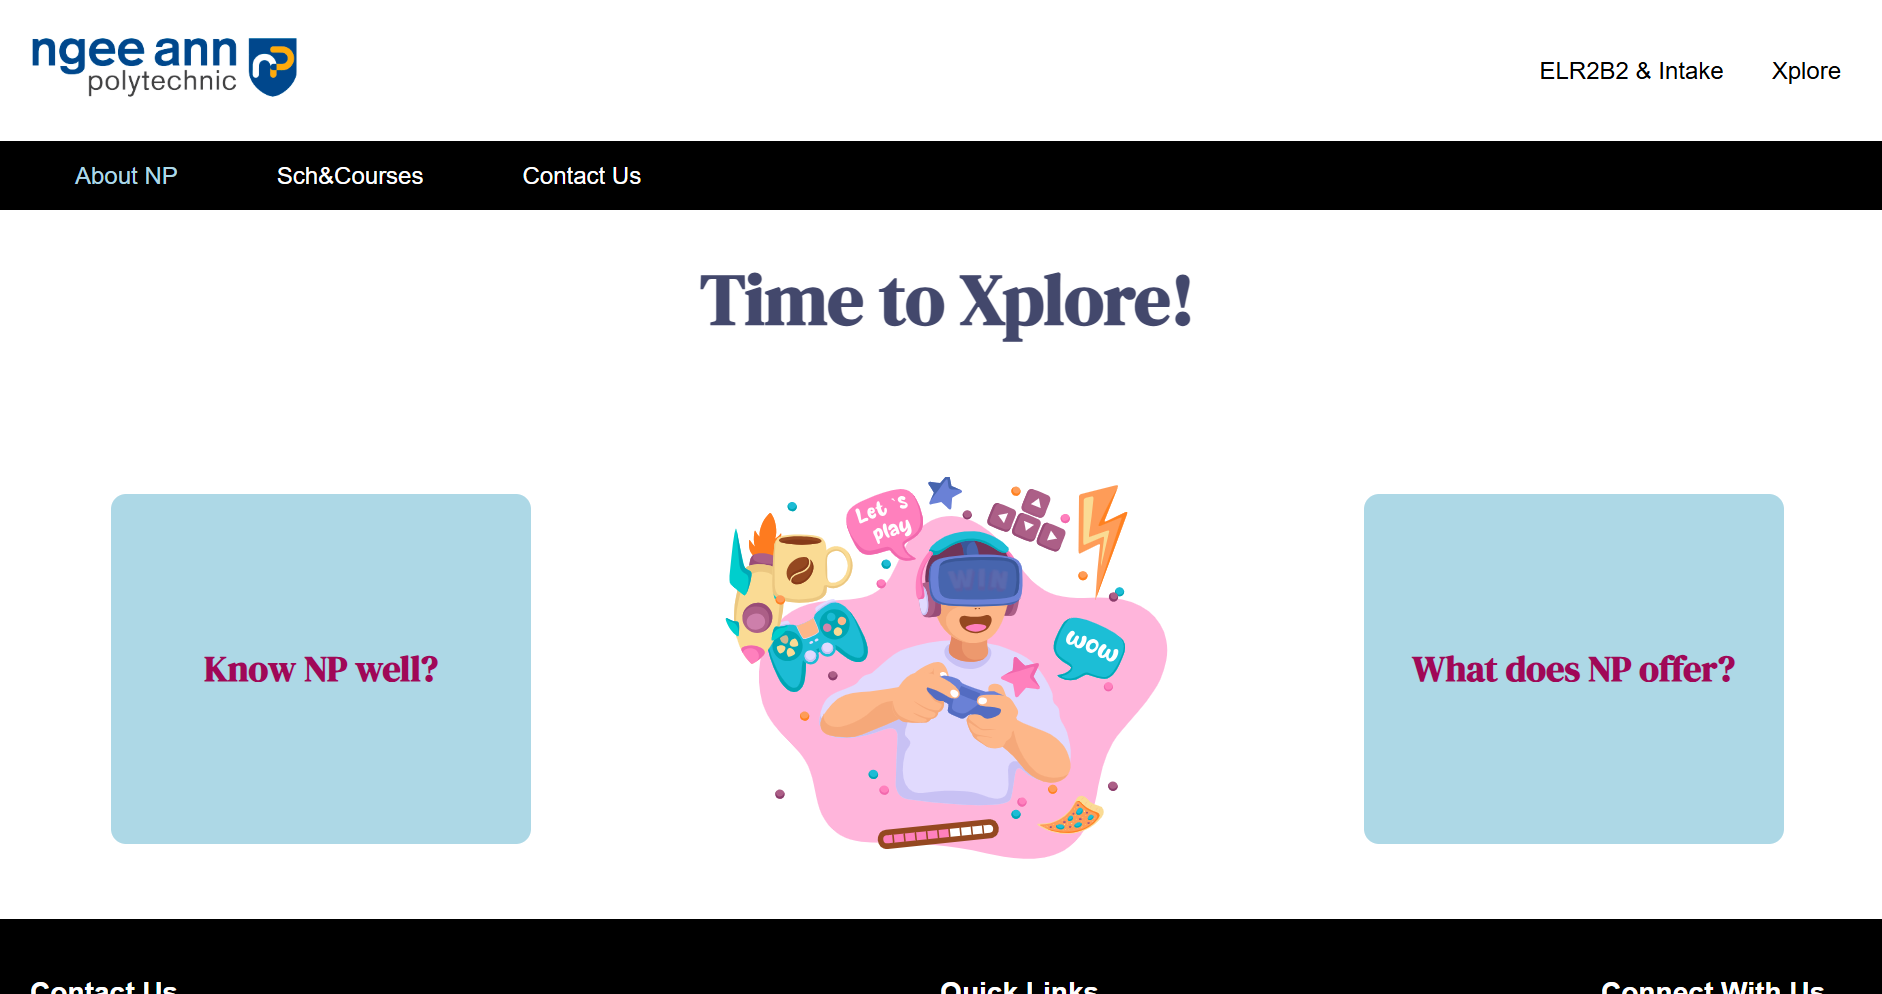 ngee ann
polytechnic
ELR2B2 & Intake
Xplore
About NP
Sch&Courses
Contact Us
Time to Xplore!
Let`s
play
WIN
wow
Know NP well?
What does NP offer?
Contact Us
Quick Links
Connect With Us